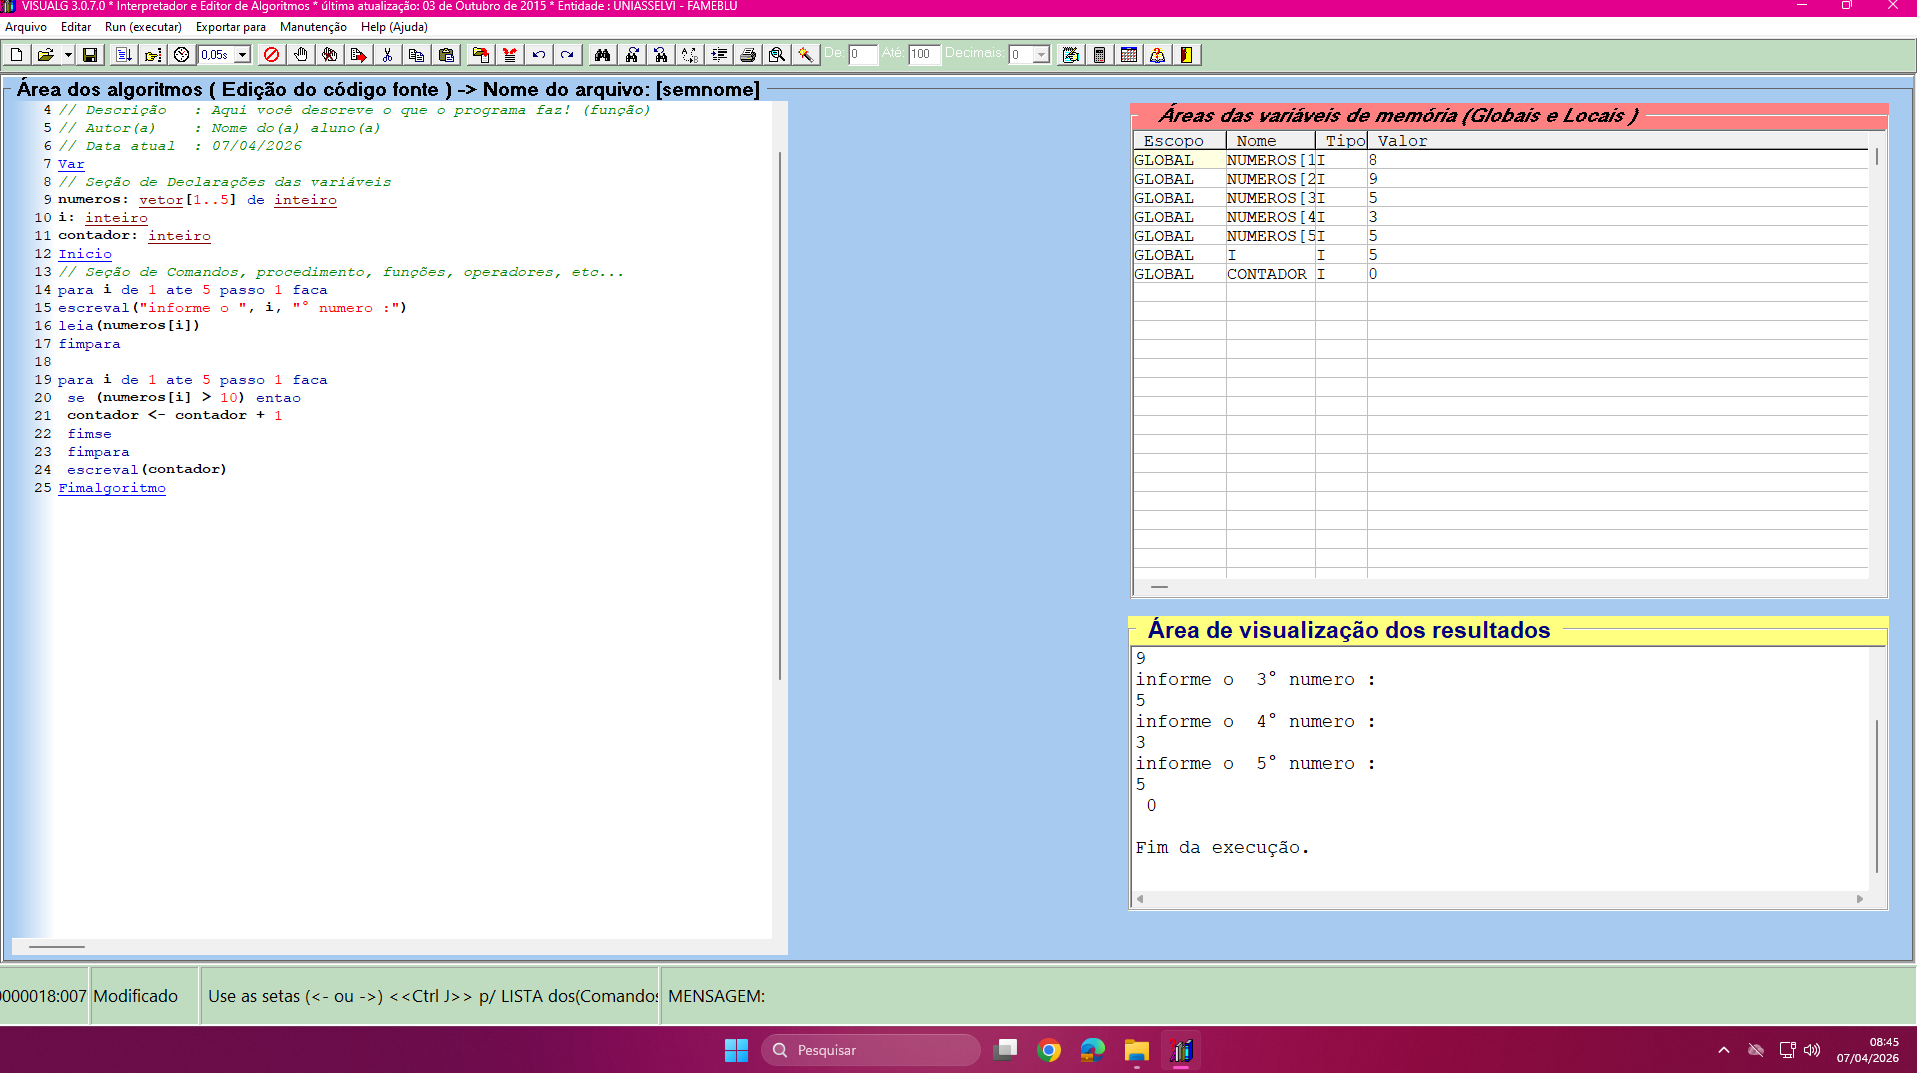 VISUALG 3.0.7.0 * Interpretador e Editor de Algoritmos * última atualização: 03 de Outubro de 2015 * Entidade : UNIASSELVI - FAMEBLU
Arquivo Editar Run (executar) Exportar para Manutenção Help (Ajuda)
0,05s De: 0 Até: 100 Decimais: 0
Área dos algoritmos ( Edição do código fonte ) -> Nome do arquivo: [semnome]
4 // Descrição   : Aqui você descreve o que o programa faz! (função)
5 // Autor(a)    : Nome do(a) aluno(a)
6 // Data atual  : 07/04/2026
7 Var
8 // Seção de Declarações das variáveis
9 numeros: vetor[1..5] de inteiro
10 i: inteiro
11 contador: inteiro
12 Inicio
13 // Seção de Comandos, procedimento, funções, operadores, etc...
14 para i de 1 ate 5 passo 1 faca
15 escreval("informe o ", i, "° numero :")
16 leia(numeros[i])
17 fimpara
18
19 para i de 1 ate 5 passo 1 faca
20  se (numeros[i] > 10) entao
21  contador <- contador + 1
22  fimse
23  fimpara
24  escreval(contador)
25 Fimalgoritmo
Áreas das variáveis de memória (Globais e Locais )
Escopo Nome Tipo Valor
GLOBAL NUMEROS[1 I 8
GLOBAL NUMEROS[2 I 9
GLOBAL NUMEROS[3 I 5
GLOBAL NUMEROS[4 I 3
GLOBAL NUMEROS[5 I 5
GLOBAL I I 5
GLOBAL CONTADOR I 0
Área de visualização dos resultados
9
informe o  3° numero :
5
informe o  4° numero :
3
informe o  5° numero :
5
0
Fim da execução.
0000018:007 Modificado Use as setas (<- ou ->) <<Ctrl J>> p/ LISTA dos(Comandos MENSAGEM:
Pesquisar
08:45
07/04/2026